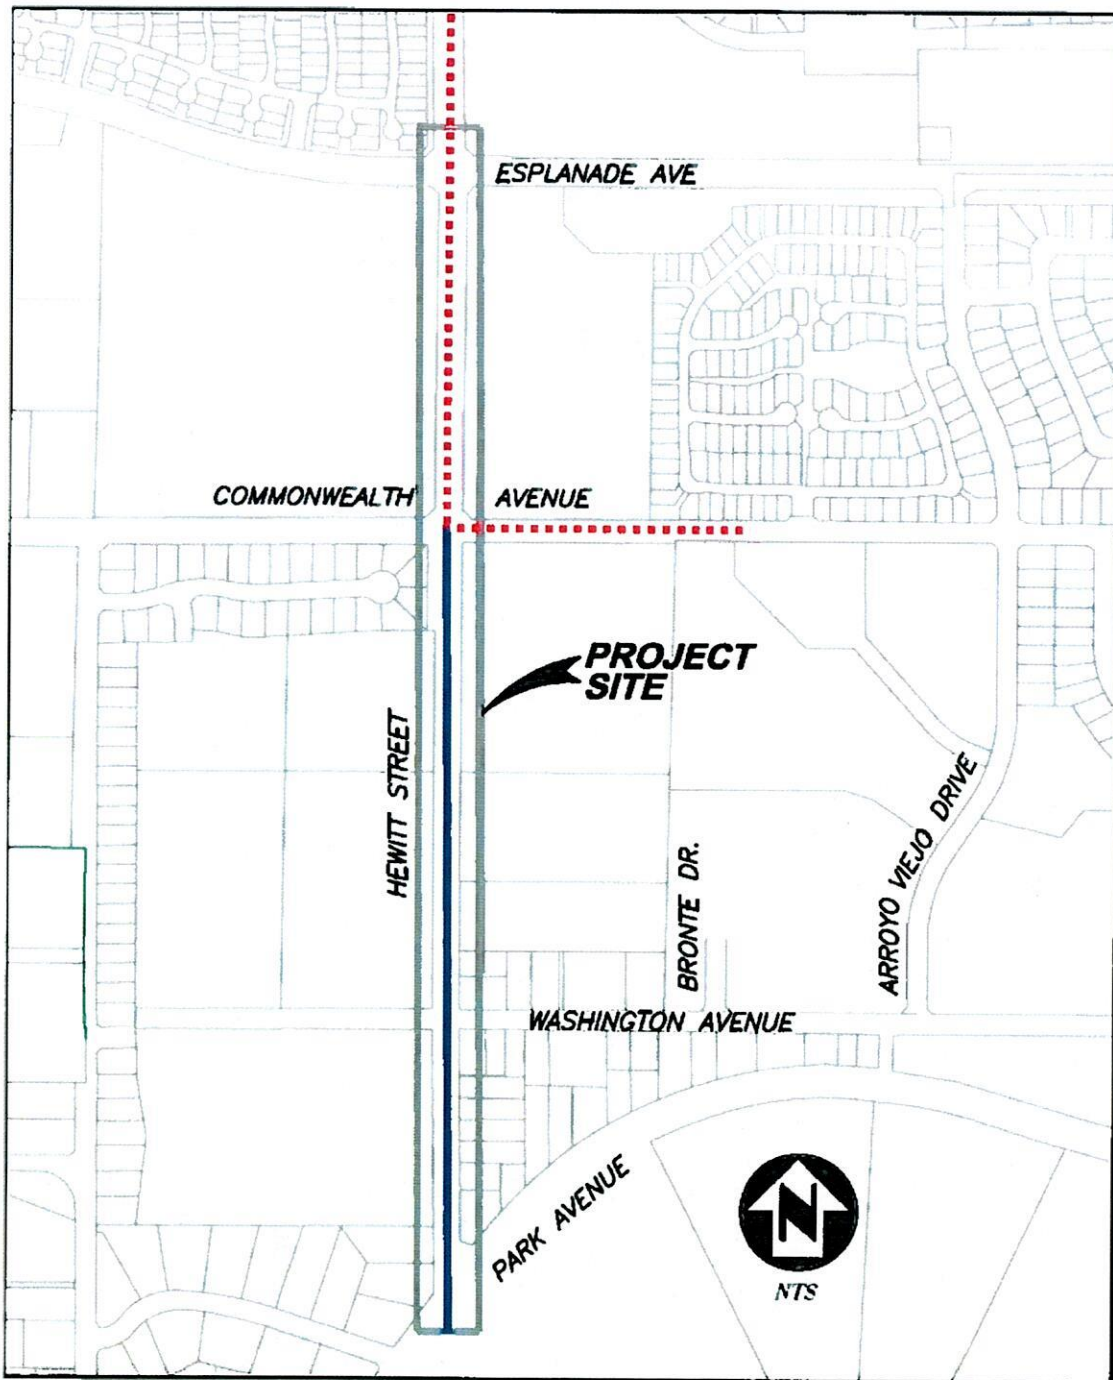 ESPLANADE AVE
COMMONWEALTH AVENUE
PROJECT
SITE
HEWITT STREET
BRONTE DR.
ARROYO VIEJO DRIVE
WASHINGTON AVENUE
PARK AVENUE
N
NTS